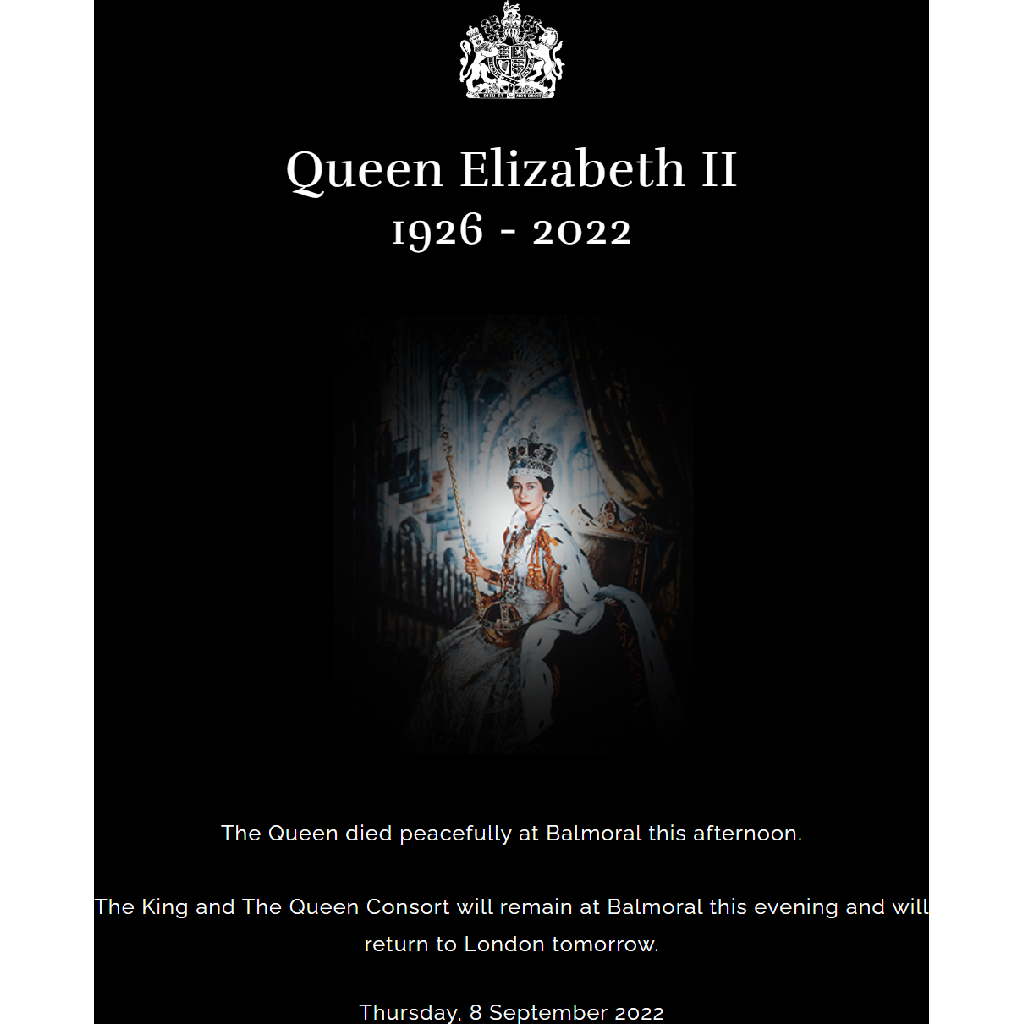 Queen Elizabeth II
1926 - 2022
The Queen died peacefully at Balmoral this afternoon.
The King and The Queen Consort will remain at Balmoral this evening and will
return to London tomorrow.
Thursday, 8 September 2022